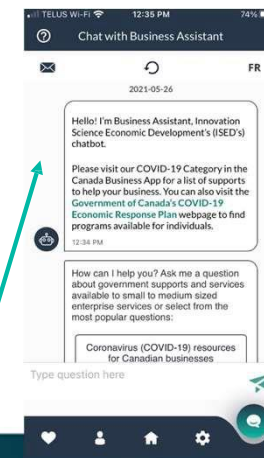 TELUS Wi-Fi 12:35 PM 74%
Chat with Business Assistant
FR
2021-05-26
Hello! I'm Business Assistant, Innovation
Science Economic Development's (ISED's)
chatbot.
Please visit our COVID-19 Category in the
Canada Business App for a list of supports
to help your business. You can also visit the
Government of Canada's COVID-19
Economic Response Plan webpage to find
programs available for individuals.
12:34 PM
How can I help you? Ask me a question
about government supports and services
available to small to medium sized
enterprise services or select from the
most popular questions:
Coronavirus (COVID-19) resources
for Canadian businesses
Type question here